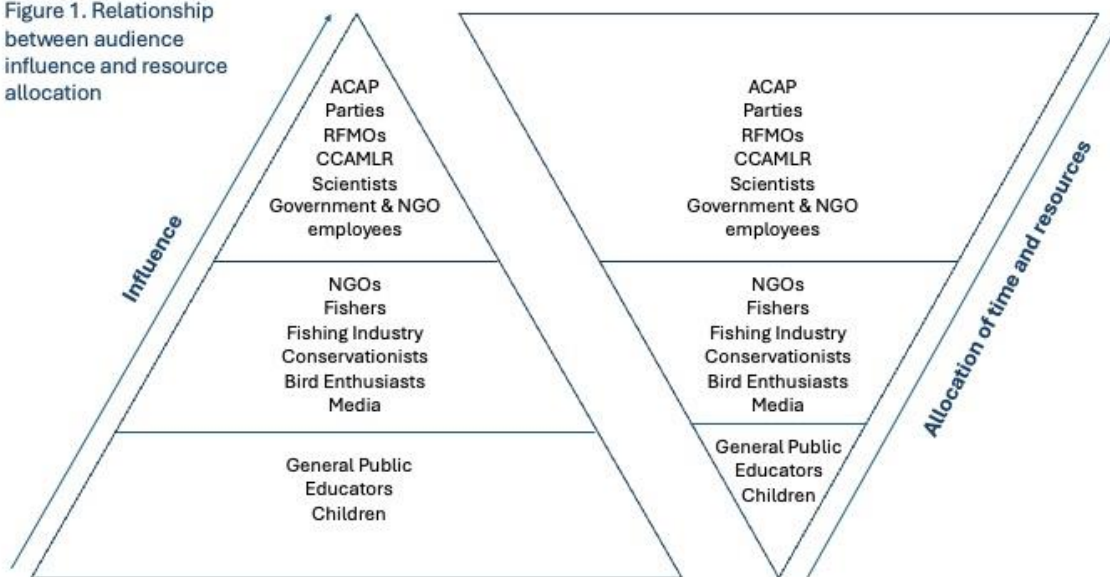 Figure 1. Relationship
between audience
influence and resource
allocation
Influence
ACAP
Parties
RFMOs
CCAMLR
Scientists
Government & NGO
employees
NGOs
Fishers
Fishing Industry
Conservationists
Bird Enthusiasts
Media
General Public
Educators
Children
ACAP
Parties
RFMOs
CCAMLR
Scientists
Government & NGO
employees
NGOs
Fishers
Fishing Industry
Conservationists
Bird Enthusiasts
Media
General Public
Educators
Children
Allocation of time and resources